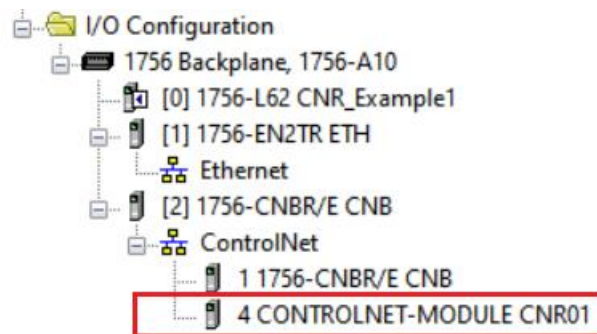 I/O Configuration
1756 Backplane, 1756-A10
[0] 1756-L62 CNR_Example1
[1] 1756-EN2TR ETH
Ethernet
[2] 1756-CNBR/E CNB
ControlNet
1 1756-CNBR/E CNB
4 CONTROLNET-MODULE CNR01